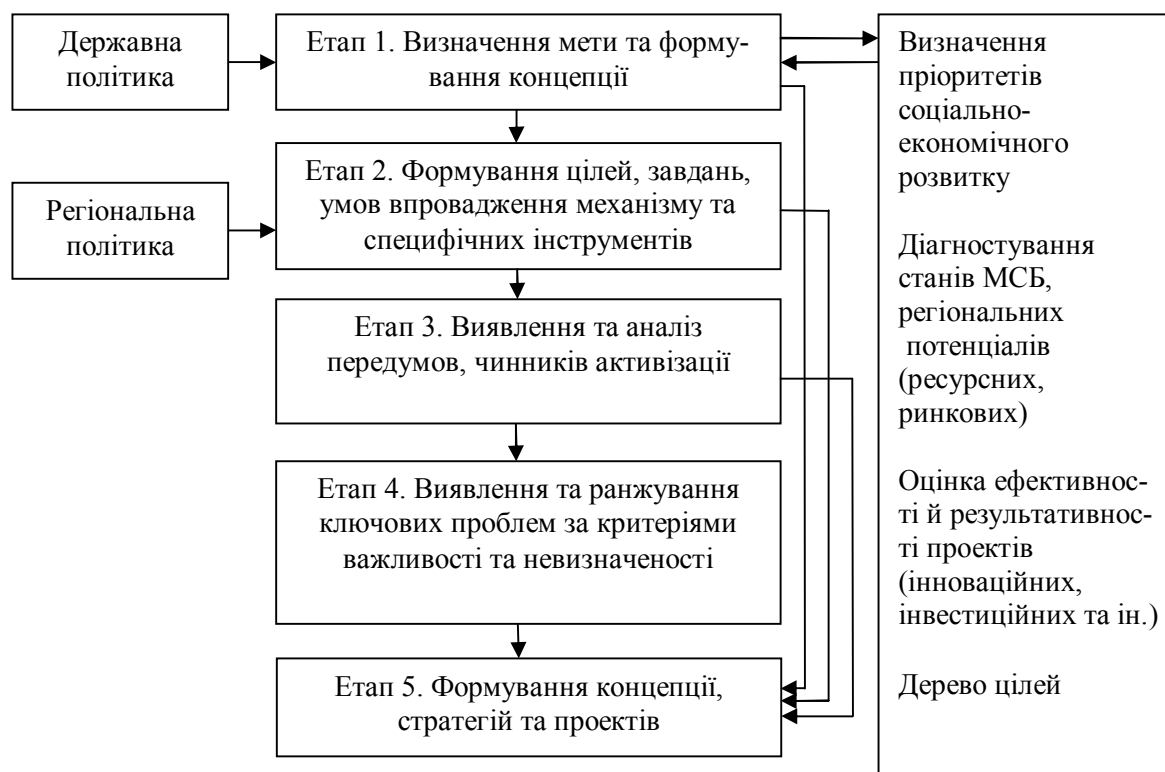 Державна
політика
Етап 1. Визначення мети та форму-
вання концепції
Регіональна
політика
Етап 2. Формування цілей, завдань,
умов впровадження механізму та
специфічних інструментів
Етап 3. Виявлення та аналіз
передумов, чинників активізації
Етап 4. Виявлення та ранжування
ключових проблем за критеріями
важливості та невизначеності
Етап 5. Формування концепції,
стратегій та проектів
Визначення
пріоритетів
соціально-
економічного
розвитку
Діагностування
станів МСБ,
регіональних
потенціалів
(ресурсних,
ринкових)
Оцінка ефективнос-
ті й результативнос-
ті проектів
(інноваційних,
інвестиційних та ін.)
Дерево цілей